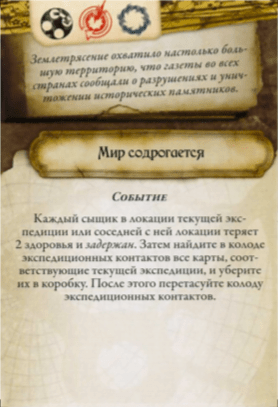 Землетрясение охватило настолько боль-
шую территорию, что газеты во всех
странах сообщали о разрушениях и унич-
тожении исторических памятников.
Мир содрогается
Событие
Каждый сыщик в локации текущей экс-
педиции или соседней с ней локации теряет
2 здоровья и задержан. Затем найдите в колоде
экспедиционных контактов все карты, соот-
ветствующие текущей экспедиции, и уберите
их в коробку. После этого перетасуйте колоду
экспедиционных контактов.